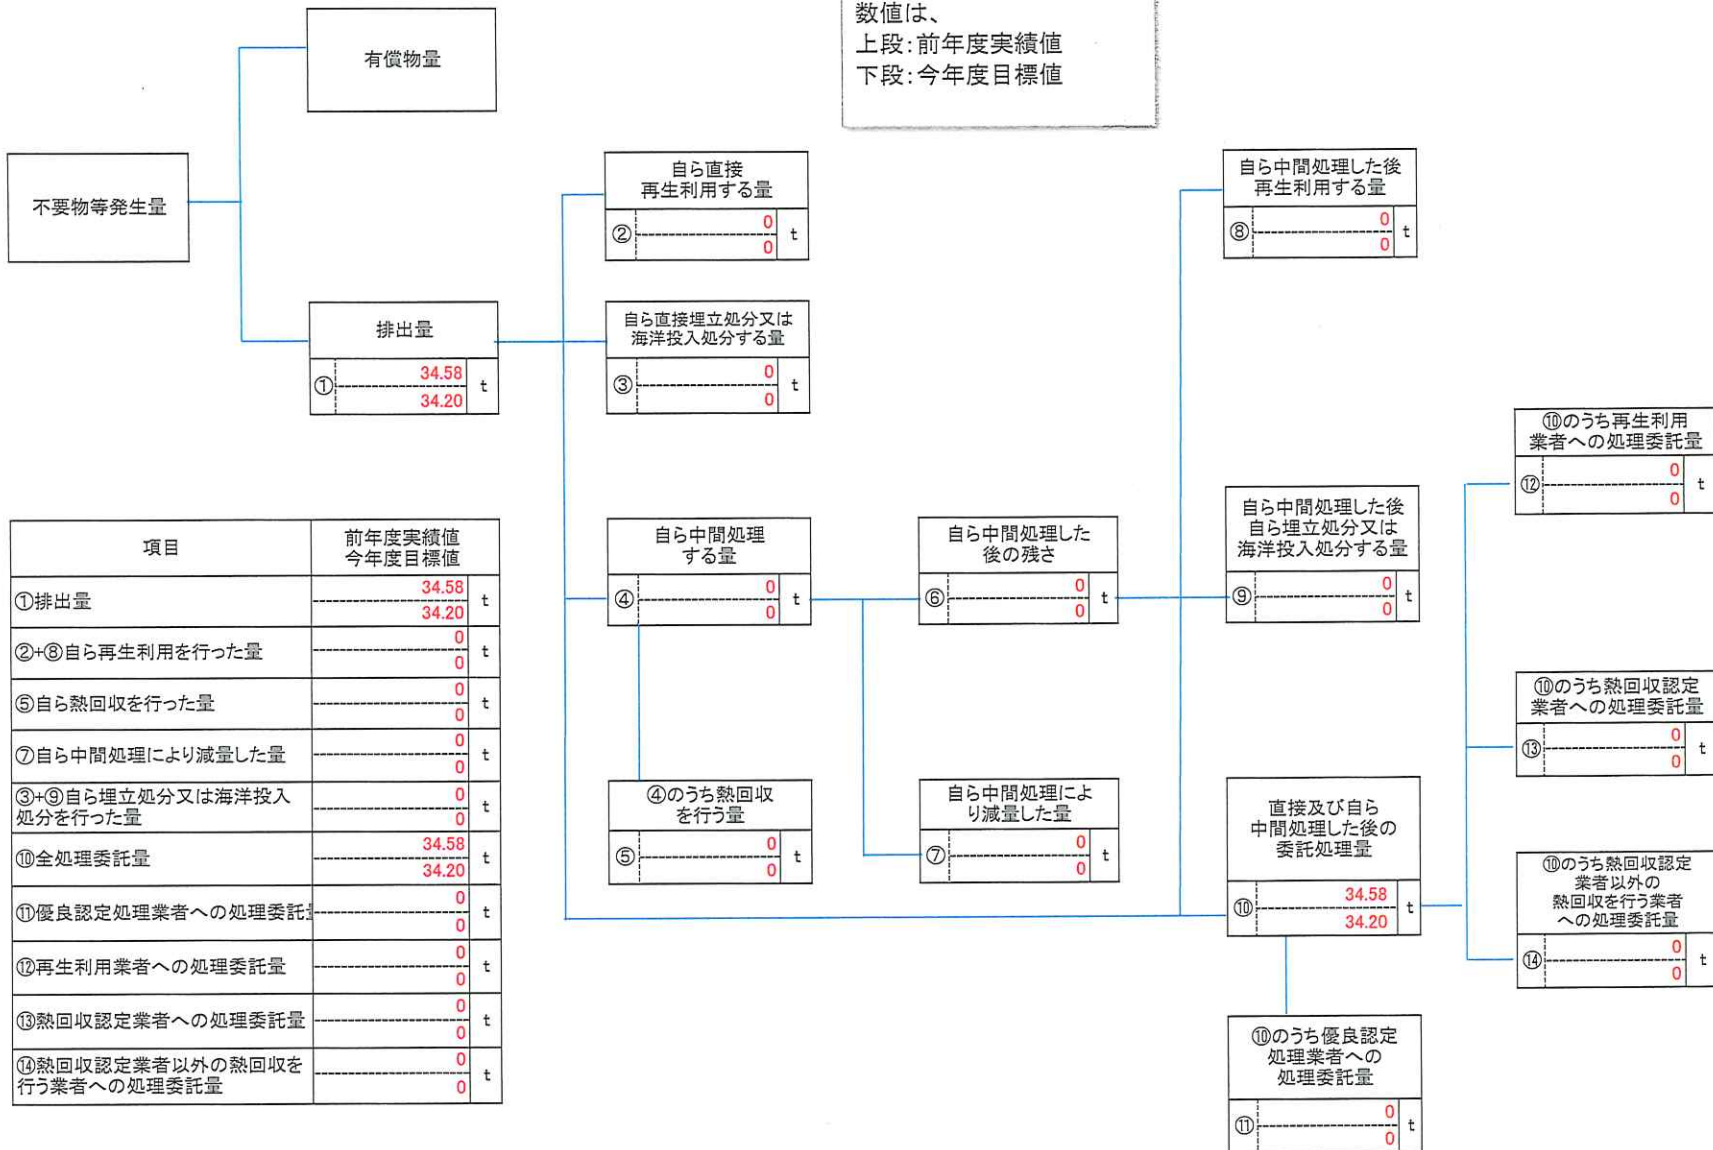 数値は、
上段:前年度実績値
下段:今年度目標値
有償物量
不要物等発生量
排出量
①
34.58
34.20
t
自ら直接
再生利用する量
②
0
0
t
自ら直接埋立処分又は
海洋投入処分する量
③
0
0
t
自ら中間処理
する量
④
0
0
t
④のうち熱回収
を行う量
⑤
0
0
t
自ら中間処理した
後の残さ
⑥
0
0
t
自ら中間処理によ
り減量した量
⑦
0
0
t
自ら中間処理した後
再生利用する量
⑧
0
0
t
自ら中間処理した後
自ら埋立処分又は
海洋投入処分する量
⑨
0
0
t
直接及び自ら
中間処理した後の
委託処理量
⑩
34.58
34.20
t
⑩のうち優良認定
処理業者への
処理委託量
⑪
0
0
t
⑩のうち再生利用
業者への処理委託量
⑫
0
0
t
⑩のうち熱回収認定
業者への処理委託量
⑬
0
0
t
⑩のうち熱回収認定
業者以外の
熱回収を行う業者
への処理委託量
⑭
0
0
t
項目
前年度実績値
今年度目標値
①排出量
34.58
34.20
t
②+⑧自ら再生利用を行った量
0
0
t
⑤自ら熱回収を行った量
0
0
t
⑦自ら中間処理により減量した量
0
0
t
③+⑨自ら埋立処分又は海洋投入
処分を行った量
0
0
t
⑩全処理委託量
34.58
34.20
t
⑪優良認定処理業者への処理委託
0
0
t
⑫再生利用業者への処理委託量
0
0
t
⑬熱回収認定業者への処理委託量
0
0
t
⑭熱回収認定業者以外の熱回収を
行う業者への処理委託量
0
0
t